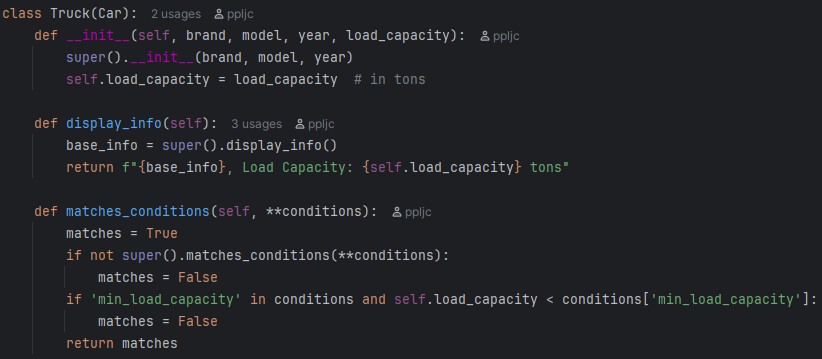 class Truck(Car):  2 usages  ppljc
    def __init__(self, brand, model, year, load_capacity):  ppljc
        super().__init__(brand, model, year)
        self.load_capacity = load_capacity  # in tons
    def display_info(self):  3 usages  ppljc
        base_info = super().display_info()
        return f"{base_info}, Load Capacity: {self.load_capacity} tons"
    def matches_conditions(self, **conditions):  ppljc
        matches = True
        if not super().matches_conditions(**conditions):
            matches = False
        if 'min_load_capacity' in conditions and self.load_capacity < conditions['min_load_capacity']:
            matches = False
        return matches